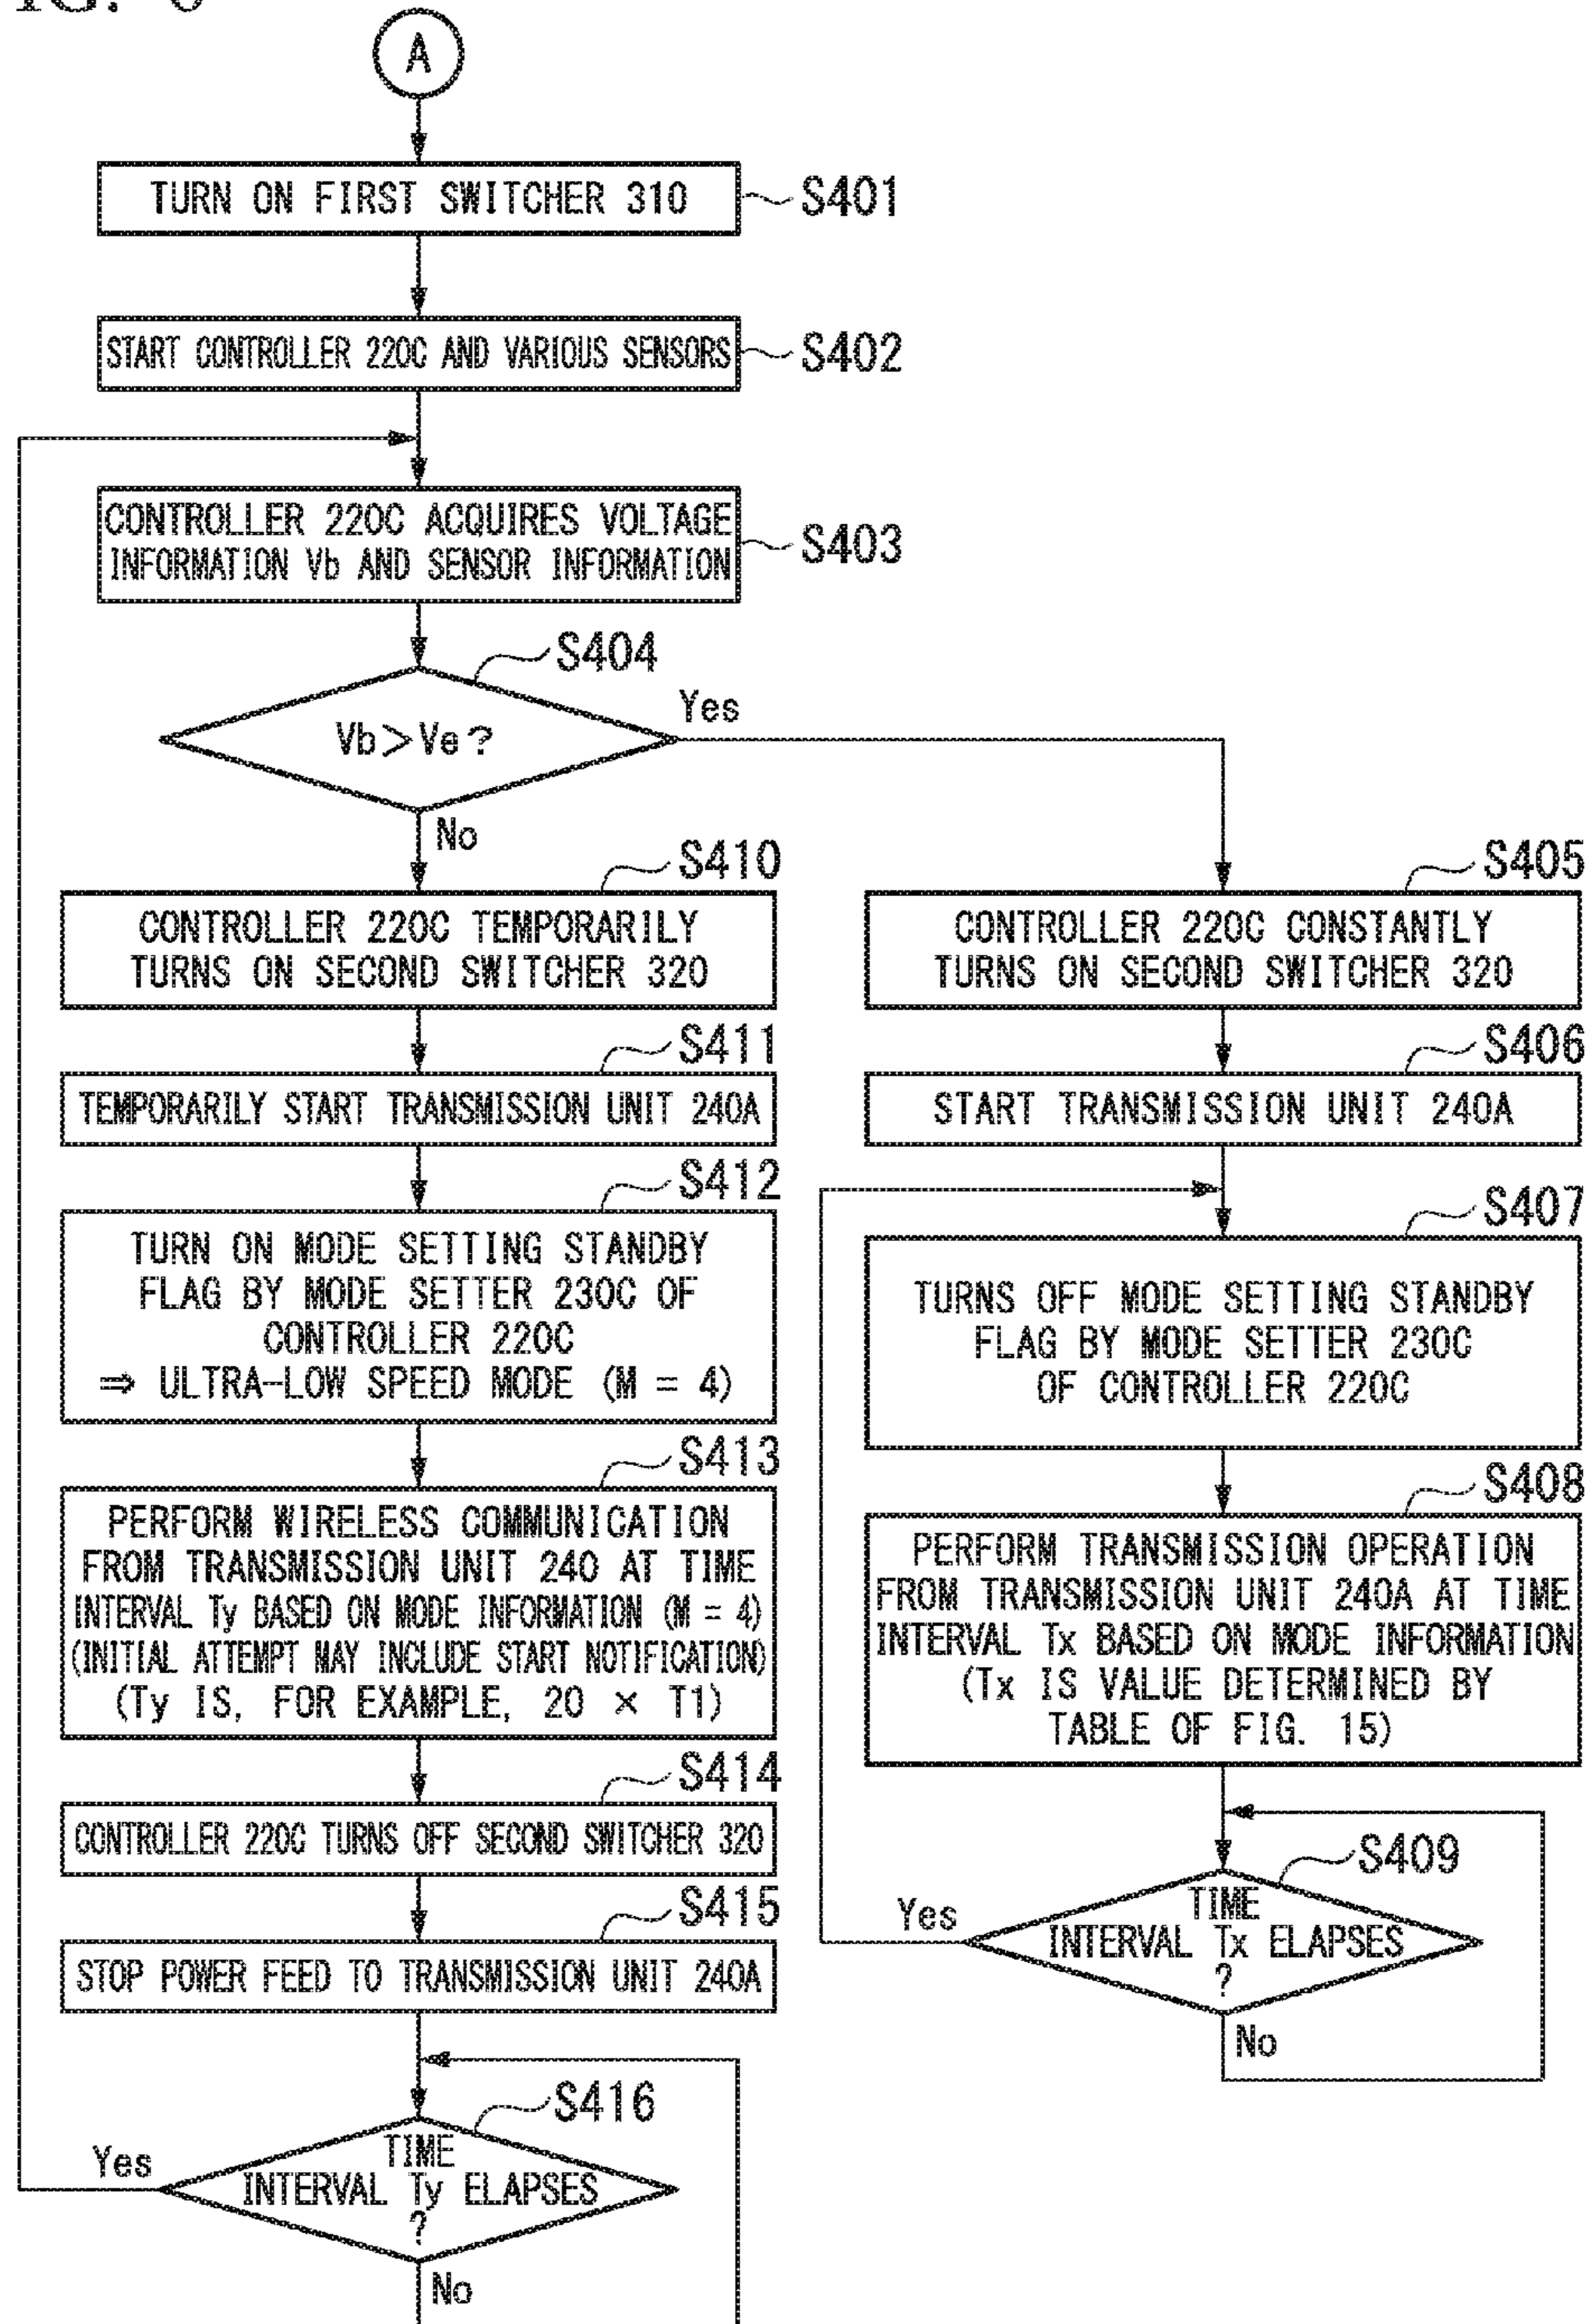 A
TURN ON FIRST SWITCHER 310
S401
START CONTROLLER 220C AND VARIOUS SENSORS
S402
CONTROLLER 220C ACQUIRES VOLTAGE
INFORMATION Vb AND SENSOR INFORMATION
S403
S404
Vb>Ve?
Yes
No
S410
CONTROLLER 220C TEMPORARILY
TURNS ON SECOND SWITCHER 320
S411
TEMPORARILY START TRANSMISSION UNIT 240A
S412
TURN ON MODE SETTING STANDBY
FLAG BY MODE SETTER 230C OF
CONTROLLER 220C
⇒ ULTRA-LOW SPEED MODE (M = 4)
S413
PERFORM WIRELESS COMMUNICATION
FROM TRANSMISSION UNIT 240 AT TIME
INTERVAL Ty BASED ON MODE INFORMATION (M = 4)
(INITIAL ATTEMPT MAY INCLUDE START NOTIFICATION)
(Ty IS, FOR EXAMPLE, 20 × T1)
S414
CONTROLLER 220C TURNS OFF SECOND SWITCHER 320
S415
STOP POWER FEED TO TRANSMISSION UNIT 240A
S416
TIME
INTERVAL Ty ELAPSES
?
Yes
No
S405
CONTROLLER 220C CONSTANTLY
TURNS ON SECOND SWITCHER 320
S406
START TRANSMISSION UNIT 240A
S407
TURNS OFF MODE SETTING STANDBY
FLAG BY MODE SETTER 230C
OF CONTROLLER 220C
S408
PERFORM TRANSMISSION OPERATION
FROM TRANSMISSION UNIT 240A AT TIME
INTERVAL Tx BASED ON MODE INFORMATION
(Tx IS VALUE DETERMINED BY
TABLE OF FIG. 15)
S409
TIME
INTERVAL Tx ELAPSES
?
Yes
No